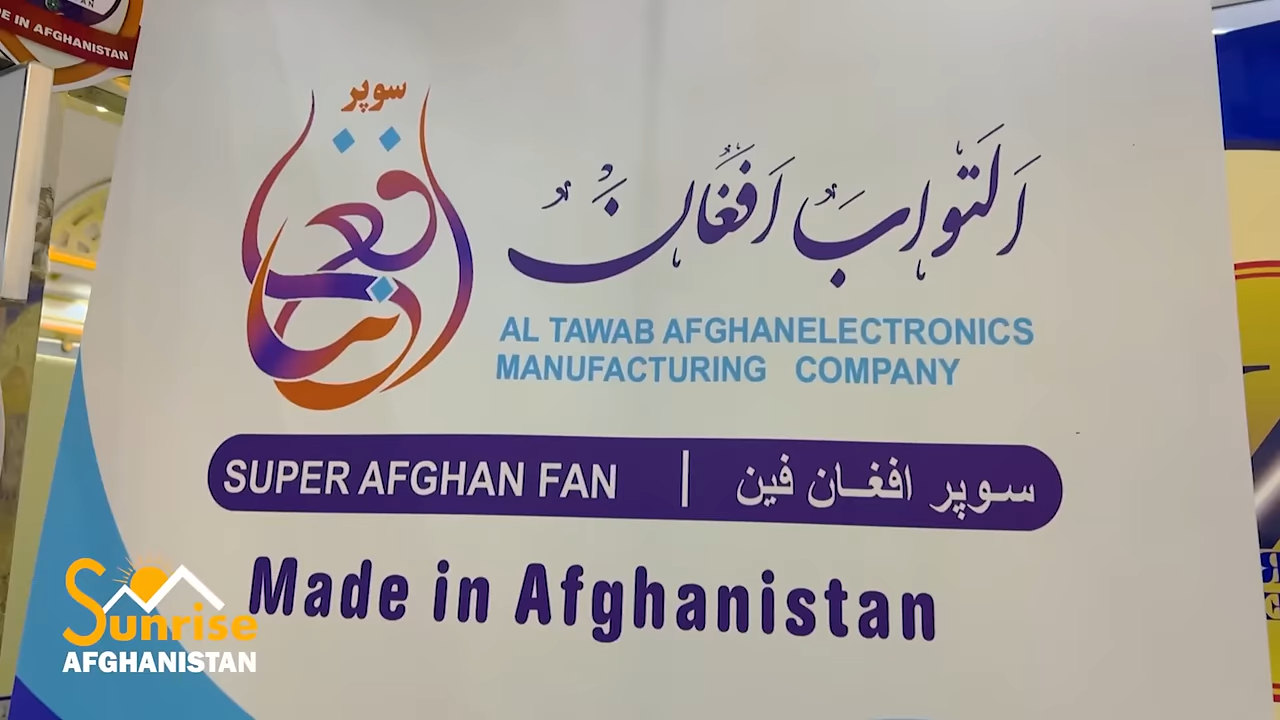 E IN AFGHANISTAN
سوپر
افغان
التواب افغان
AL TAWAB AFGHANELECTRONICS
MANUFACTURING COMPANY
SUPER AFGHAN FAN | سوپر افغان فین
Made in Afghanistan
Sunrise
AFGHANISTAN